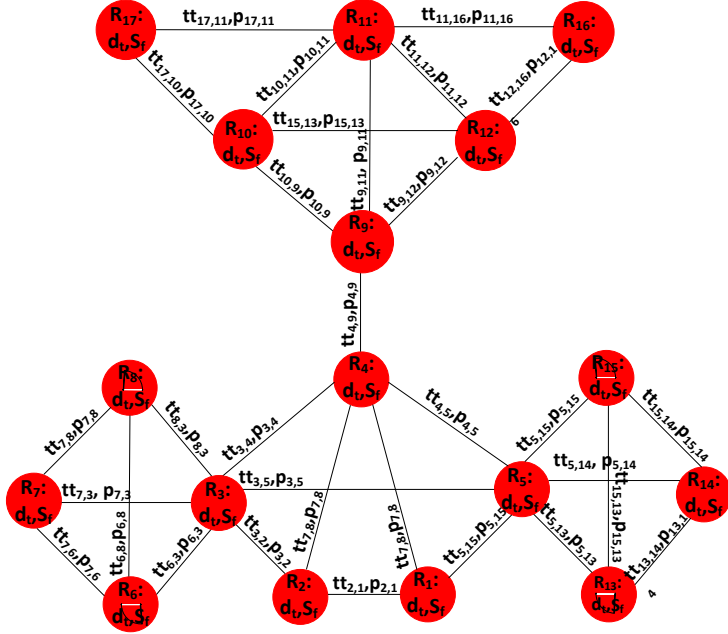 R17:
dt,Sf
tt17,11,p17,11
R11:
dt,Sf
tt11,16,p11,16
R16:
dt,Sf
tt17,10,p17,10
tt10,11,p10,11
tt11,12,p11,12
tt12,16,p12,1
6
R10:
dt,Sf
tt15,13,p15,13
tt9,11, p9,11
R12:
dt,Sf
tt10,9,p10,9
tt9,12,p9,12
R9:
dt,Sf
tt4,9,p4,9
R4:
dt,Sf
R8:
dt,Sf
R15:
dt,Sf
tt7,8,p7,8
tt8,3,p8,3
tt3,4,p3,4
tt4,5,p4,5
tt5,15,p5,15
tt15,14,p15,14
R7:
dt,Sf
tt7,3, p7,3
tt6,8,p6,8
R3:
dt,Sf
tt3,5,p3,5
tt7,8,p7,8
tt7,8,p7,8
R5:
dt,Sf
tt5,14, p5,14
tt15,13,p15,13
R14:
dt,Sf
tt7,6,p7,6
tt6,3,p6,3
tt3,2,p3,2
tt5,15,p5,15
tt5,13,p5,13
tt13,14,p13,1
4
R6:
dt,Sf
R2:
dt,Sf
tt2,1,p2,1
R1:
dt,Sf
R13:
dt,Sf